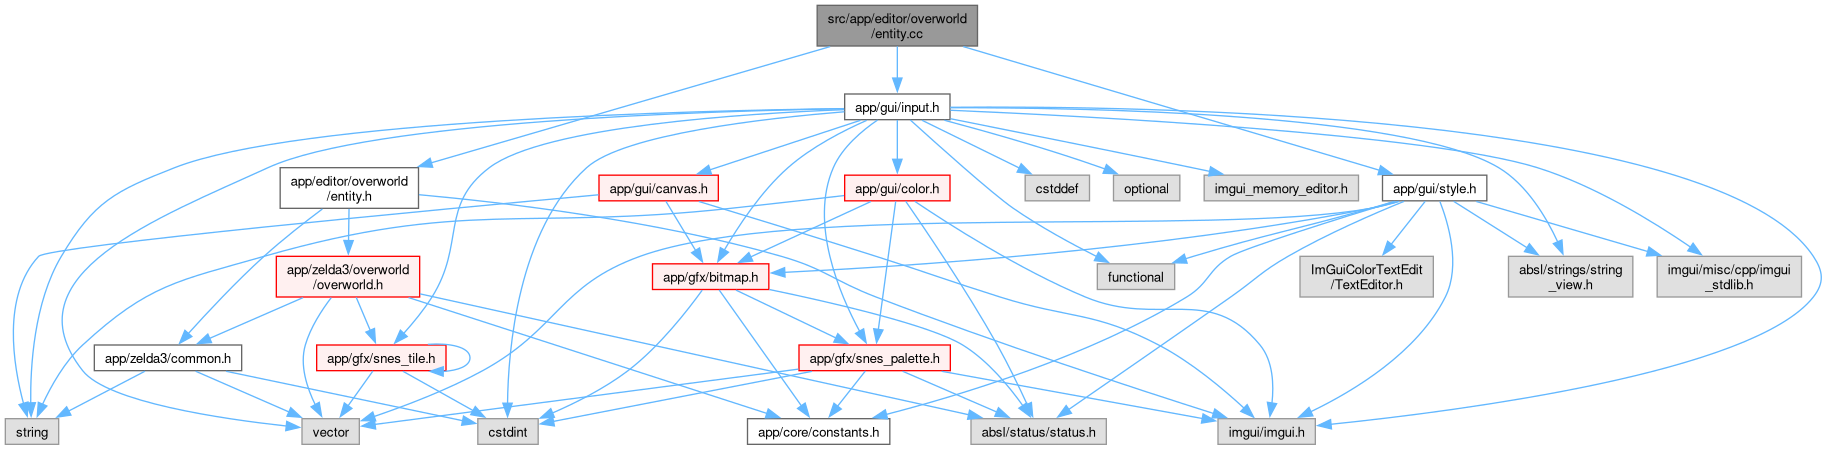 src/app/editor/overworld
/entity.cc
app/gui/input.h
app/editor/overworld
/entity.h
app/gui/canvas.h
app/gui/color.h
cstddef
optional
imgui_memory_editor.h
app/gui/style.h
app/zelda3/overworld
/overworld.h
app/gfx/bitmap.h
functional
ImGuiColorTextEdit
/TextEditor.h
absl/strings/string
_view.h
imgui/misc/cpp/imgui
_stdlib.h
app/zelda3/common.h
app/gfx/snes_tile.h
app/gfx/snes_palette.h
string
vector
cstdint
app/core/constants.h
absl/status/status.h
imgui/imgui.h